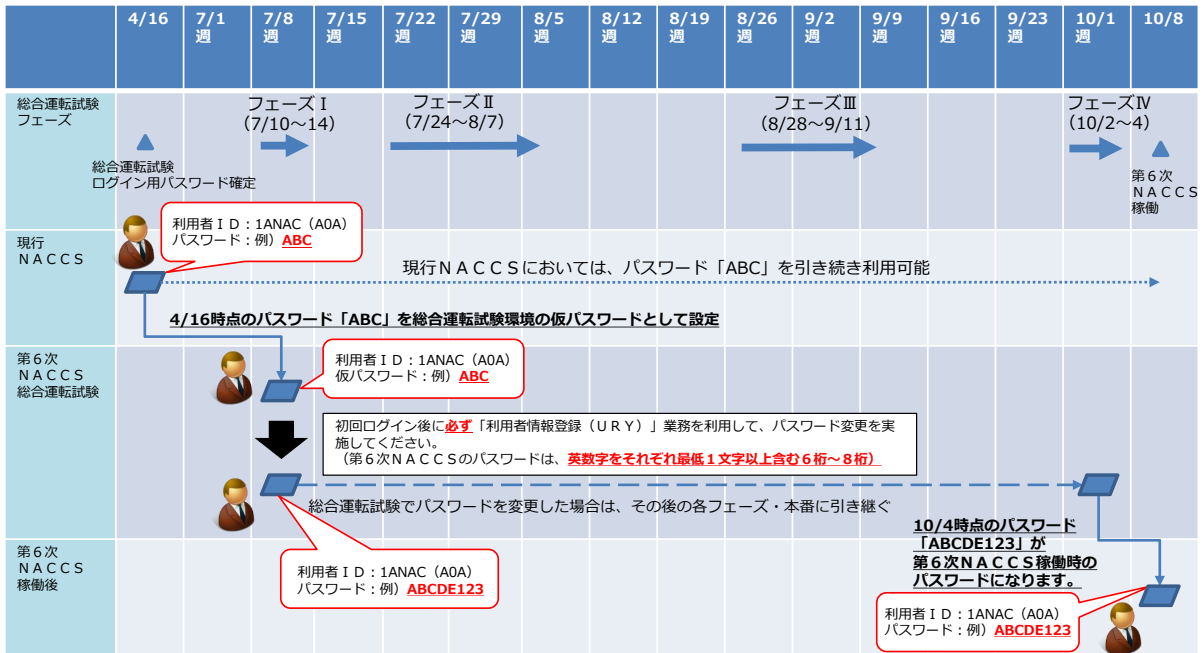 4/16
7/1
週
7/8
週
7/15
週
7/22
週
7/29
週
8/5
週
8/12
週
8/19
週
8/26
週
9/2
週
9/9
週
9/16
週
9/23
週
10/1
週
10/8
総合運転試験
フェーズ
フェーズⅠ
(7/10～14)
フェーズⅡ
(7/24～8/7)
フェーズⅢ
(8/28～9/11)
フェーズⅣ
(10/2～4)
総合運転試験
ログイン用パスワード確定
第６次
ＮＡＣＣＳ
稼働
現行
ＮＡＣＣＳ
利用者ＩＤ：1ANAC（A0A）
パスワード：例）ABC
現行ＮＡＣＣＳにおいては、パスワード「ABC」を引き続き利用可能
4/16時点のパスワード「ABC」を総合運転試験環境の仮パスワードとして設定
第６次
ＮＡＣＣＳ
総合運転試験
利用者ＩＤ：1ANAC（A0A）
仮パスワード：例）ABC
初回ログイン後に必ず「利用者情報登録（ＵＲＹ）」業務を利用して、パスワード変更を実
施してください。
（第６次ＮＡＣＣＳのパスワードは、英数字をそれぞれ最低１文字以上含む６桁～８桁）
総合運転試験でパスワードを変更した場合は、その後の各フェーズ・本番に引き継ぐ
10/4時点のパスワード
「ABCDE123」が
第６次ＮＡＣＣＳ稼働時の
パスワードになります。
第６次
ＮＡＣＣＳ
稼働後
利用者ＩＤ：1ANAC（A0A）
パスワード：例）ABCDE123
利用者ＩＤ：1ANAC（A0A）
パスワード：例）ABCDE123